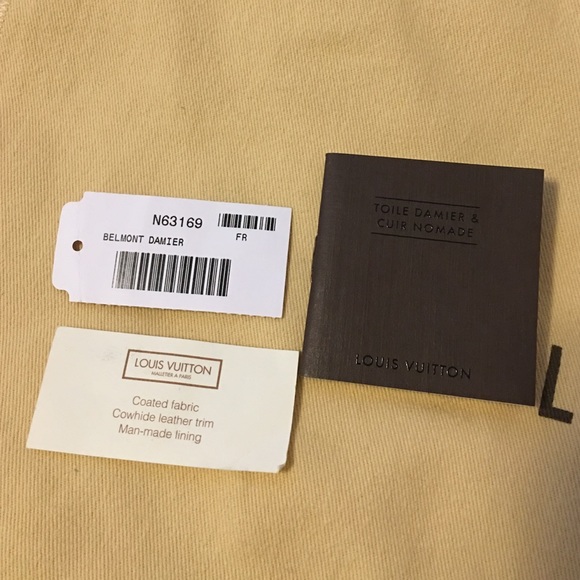 N63169
BELMONT DAMIER FR
LOUIS VUITTON
MALLETIER A PARIS
Coated fabric
Cowhide leather trim
Man-made lining
TOILE DAMIER &
CUIR NOMADE
LOUIS VUITTON
L